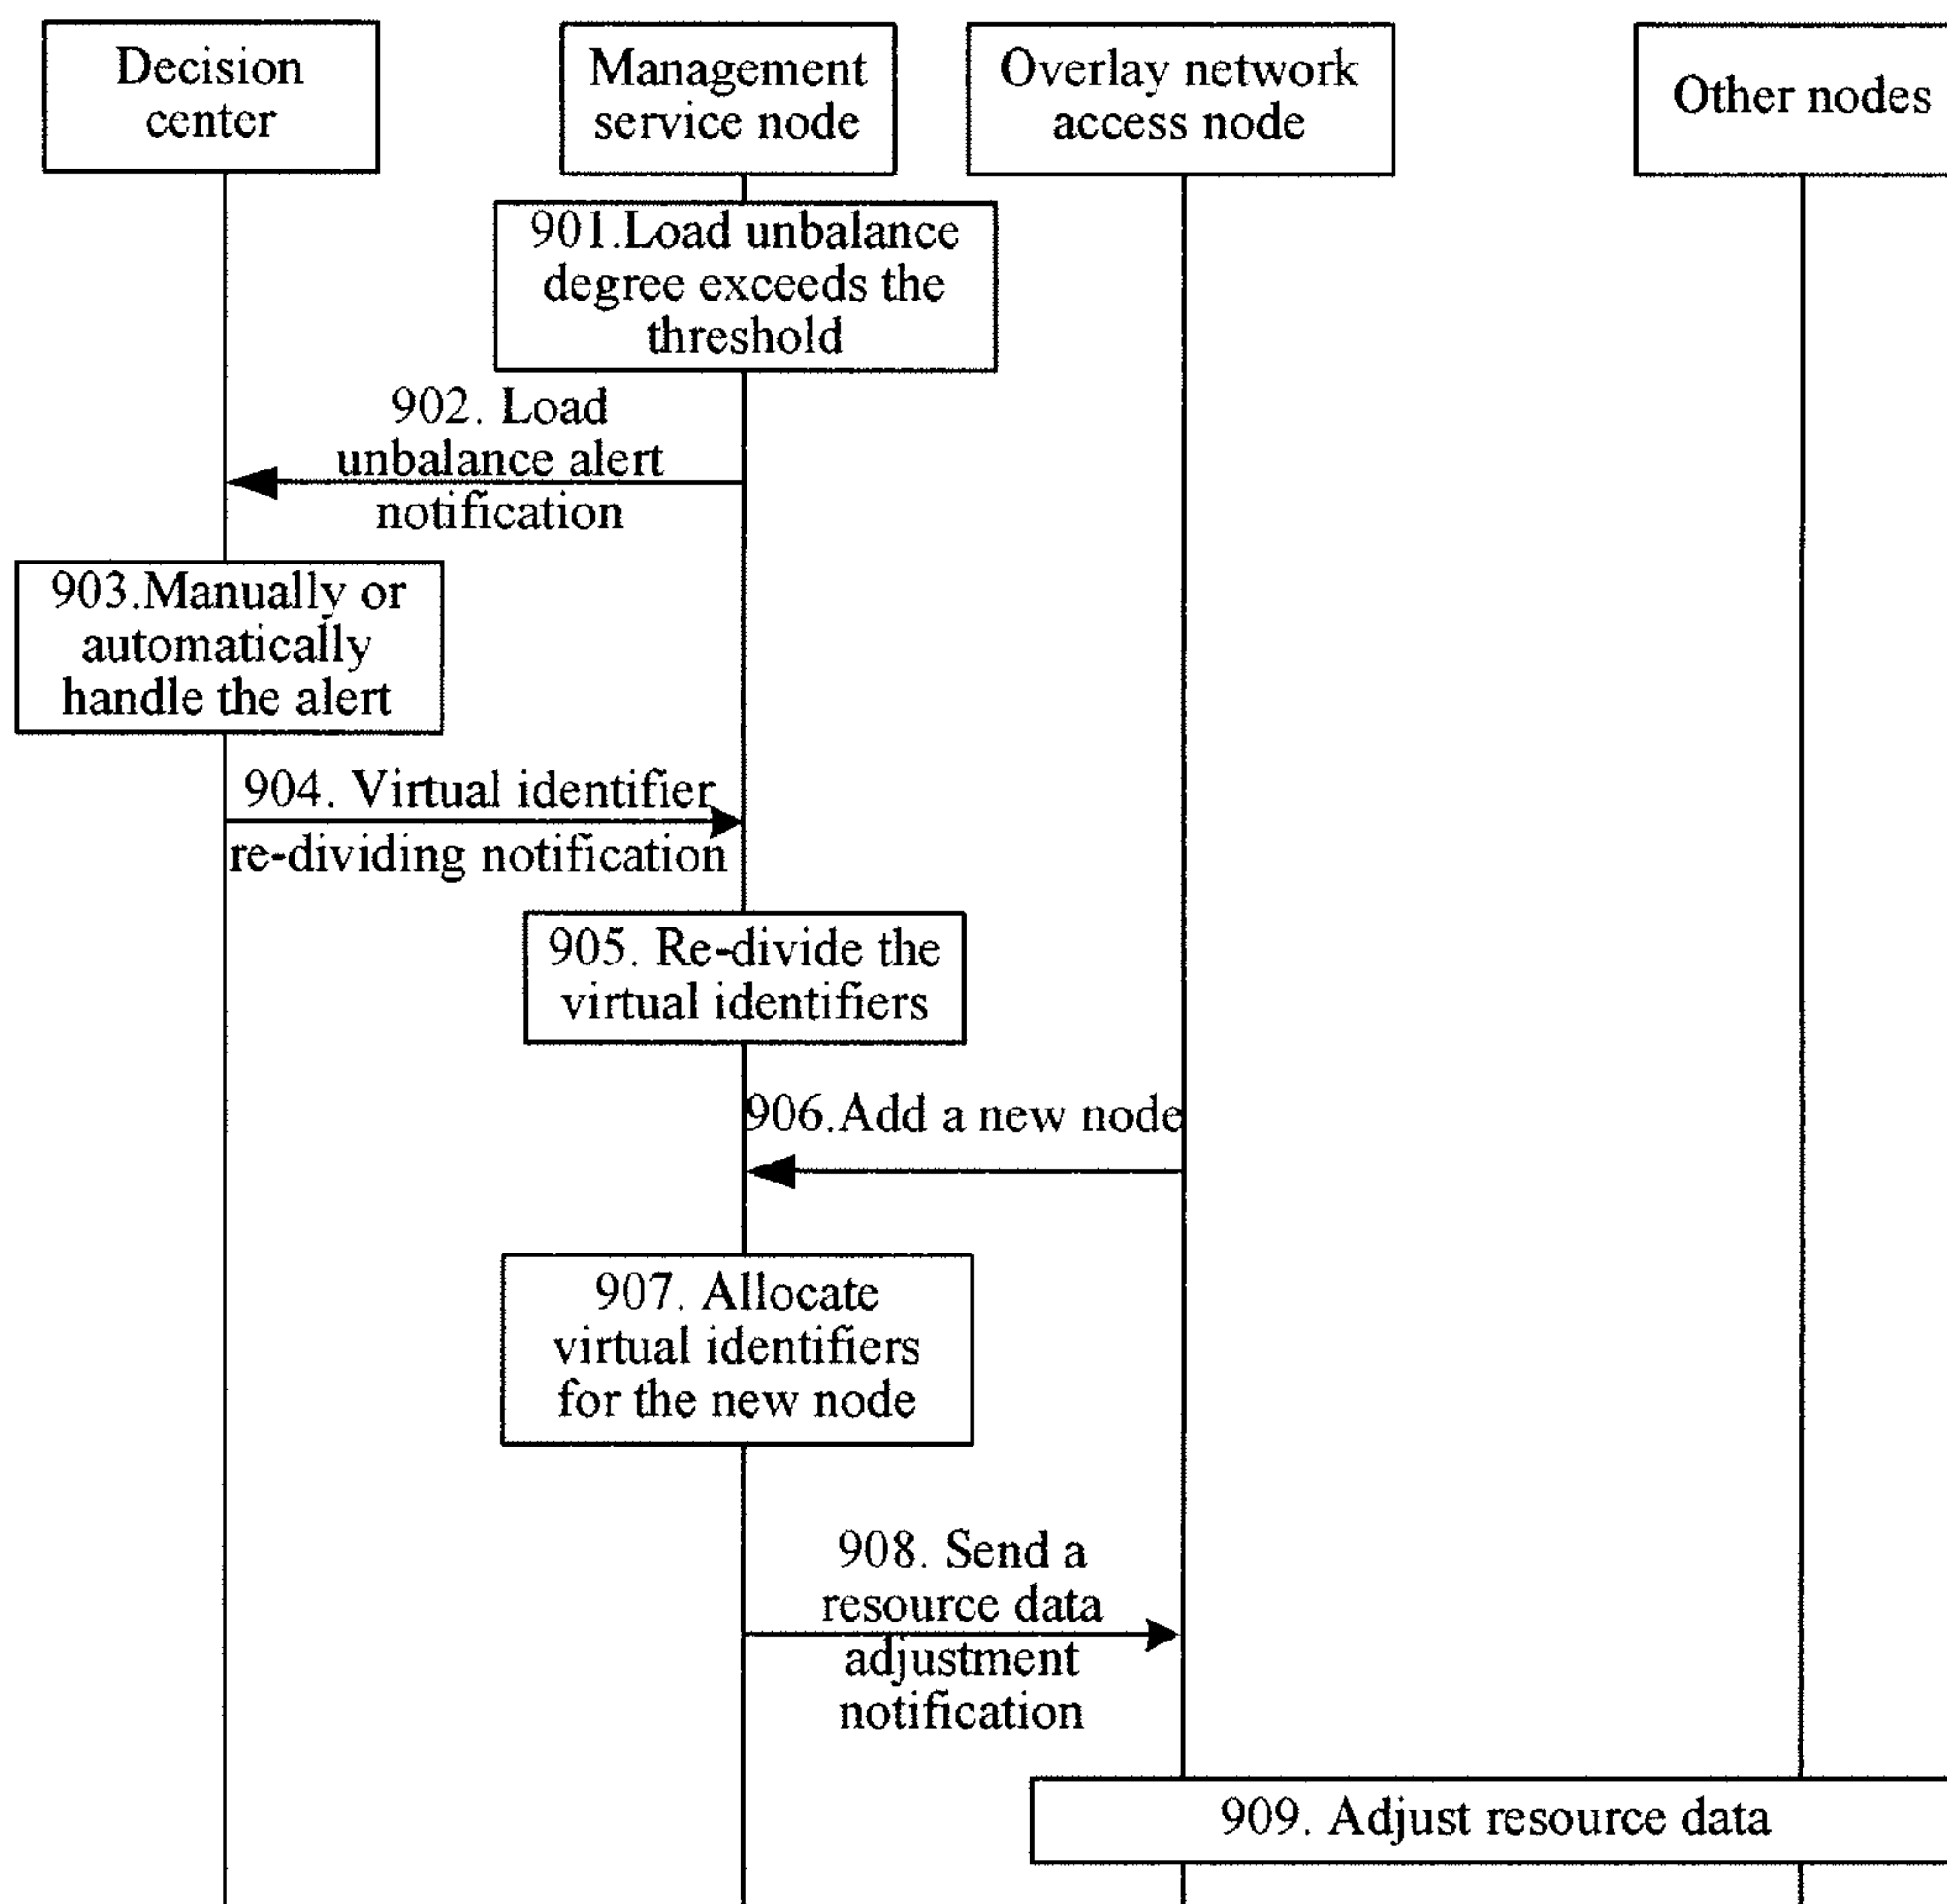 Decision
center
Management
service node
Overlay network
access node
Other nodes
901.Load unbalance
degree exceeds the
threshold
902. Load
unbalance alert
notification
903.Manually or
automatically
handle the alert
904. Virtual identifier
re-dividing notification
905. Re-divide the
virtual identifiers
906.Add a new node
907. Allocate
virtual identifiers
for the new node
908. Send a
resource data
adjustment
notification
909. Adjust resource data